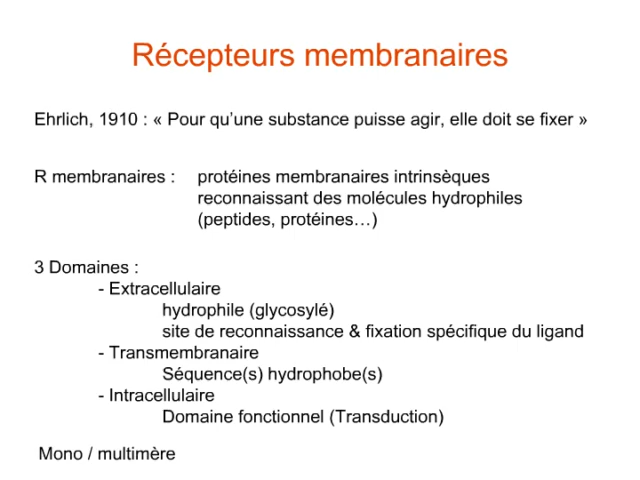 Récepteurs membranaires
Ehrlich, 1910 : « Pour qu'une substance puisse agir, elle doit se fixer »
R membranaires : protéines membranaires intrinsèques
reconnaissant des molécules hydrophiles
(peptides, protéines…)
3 Domaines :
- Extracellulaire
hydrophile (glycosylé)
site de reconnaissance & fixation spécifique du ligand
- Transmembranaire
Séquence(s) hydrophobe(s)
- Intracellulaire
Domaine fonctionnel (Transduction)
Mono / multimère